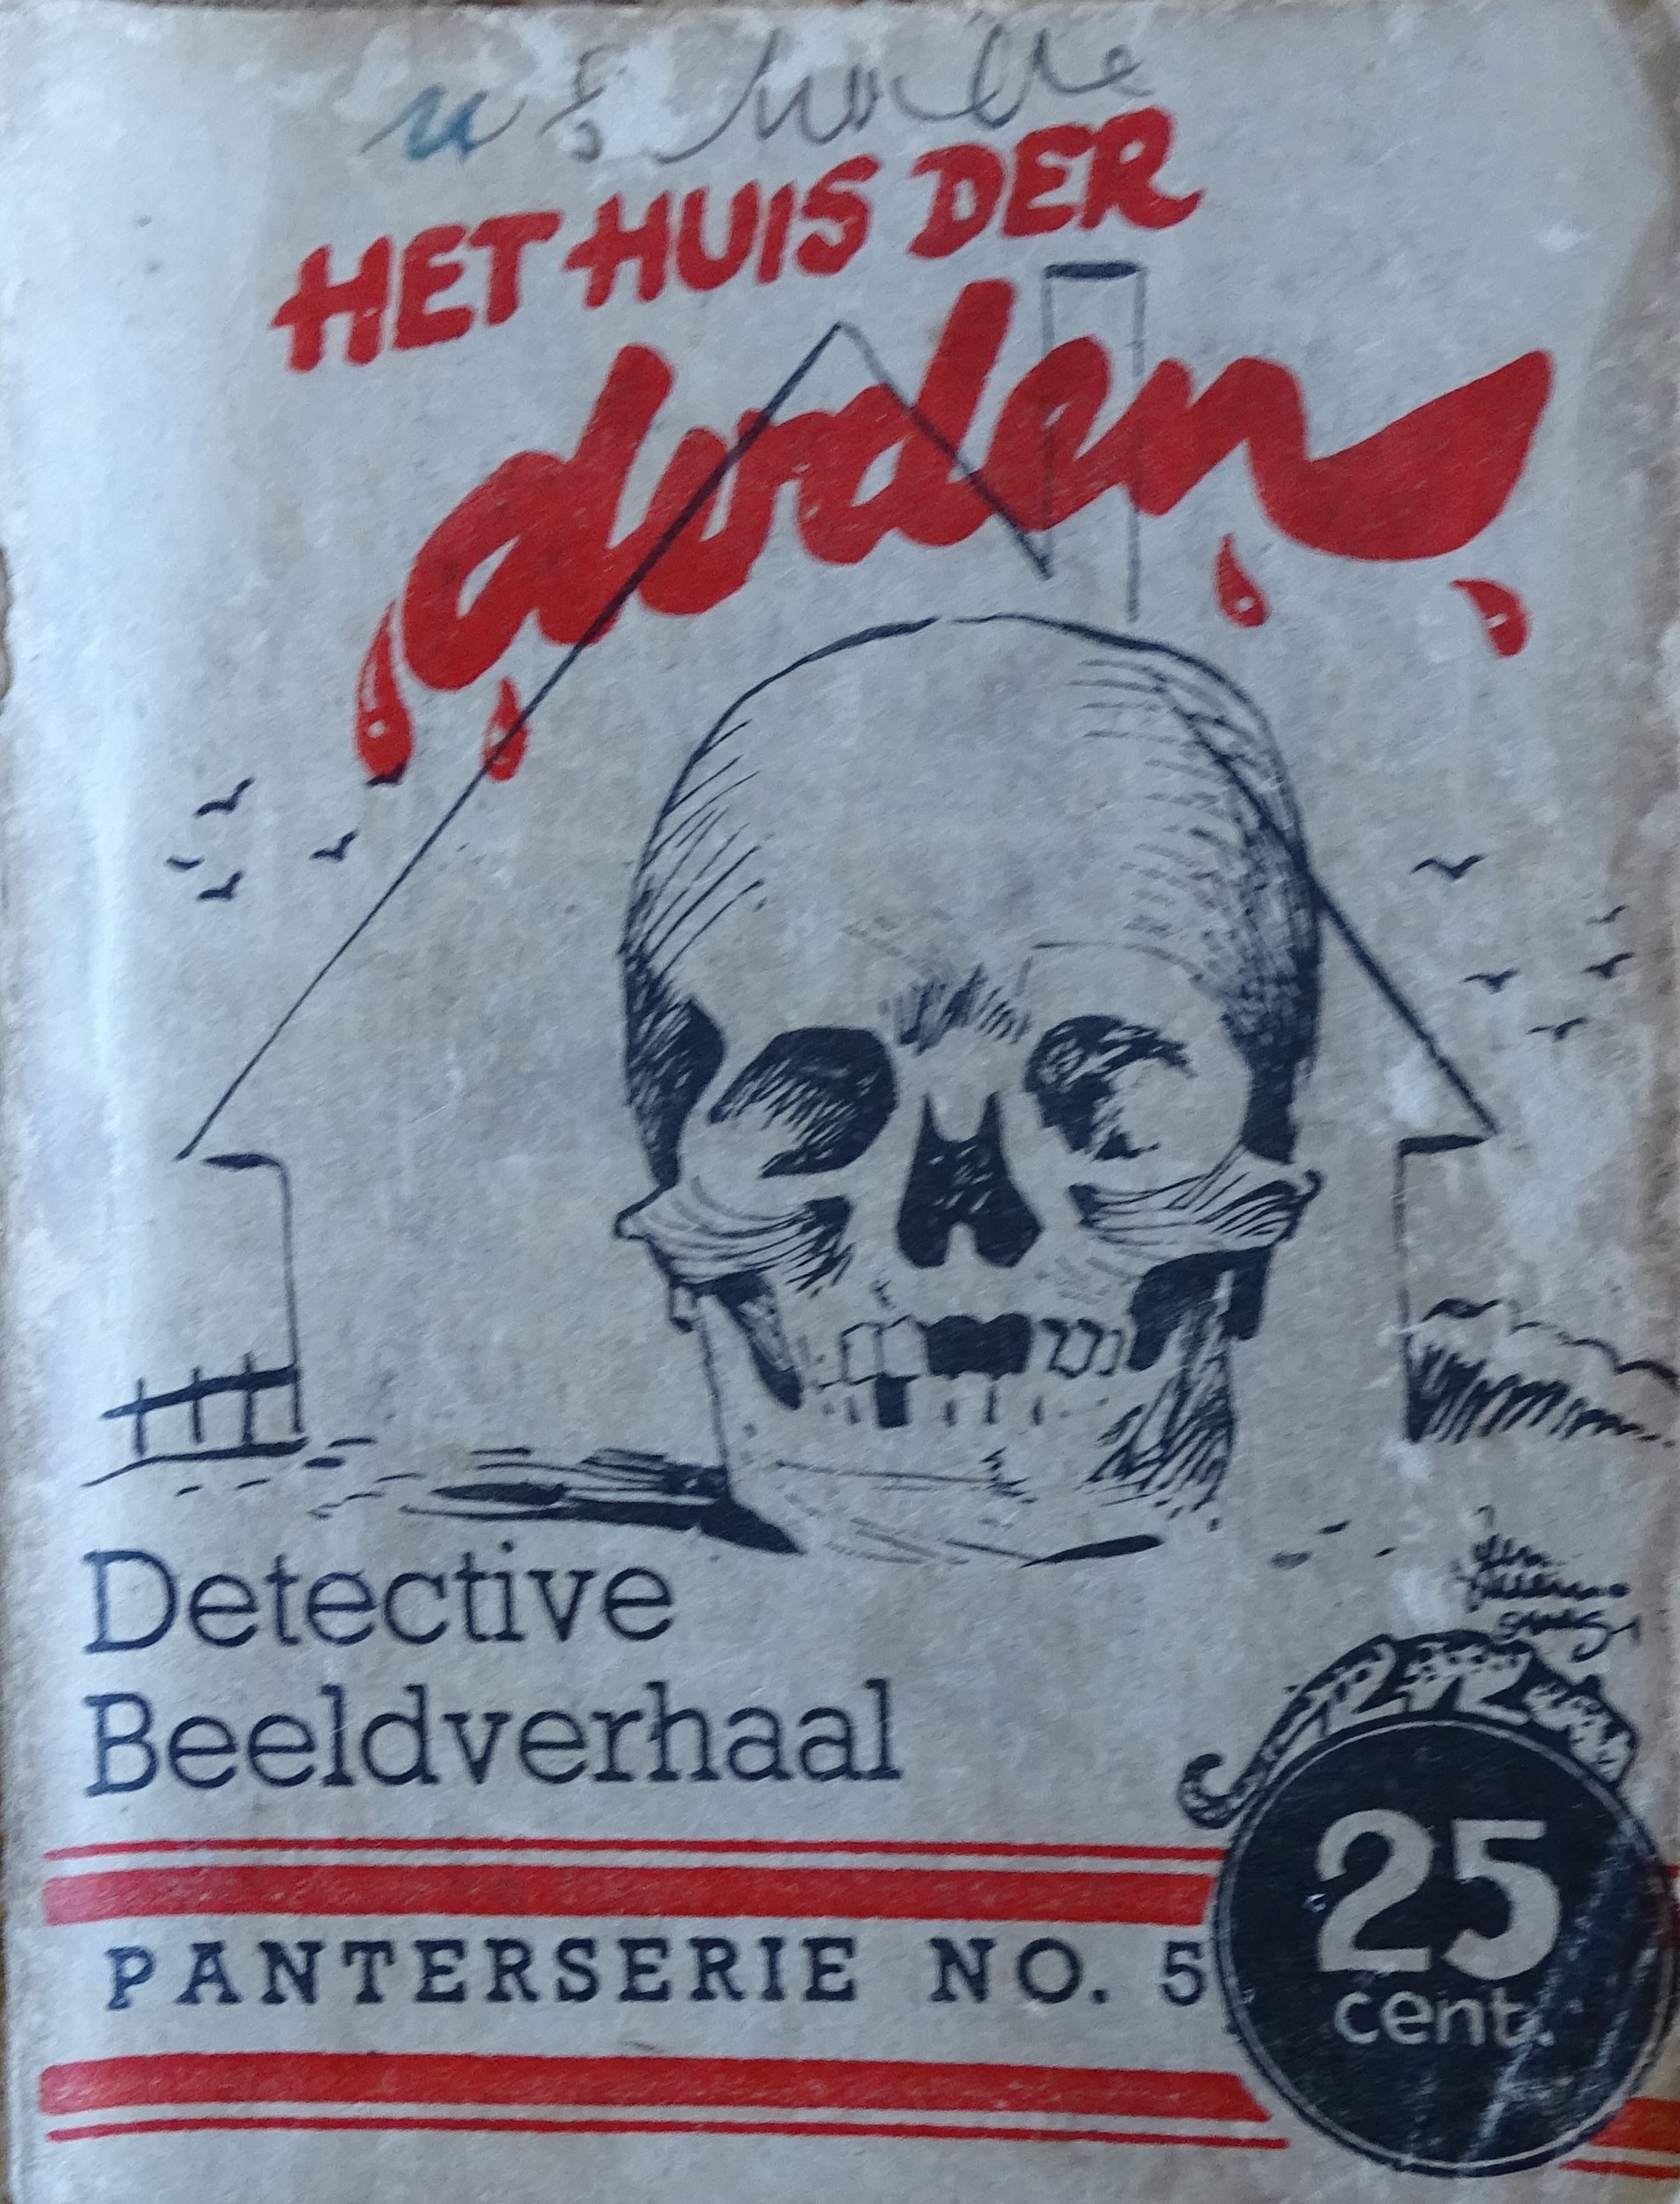 HET HUIS DER
doden
Detective
Beeldverhaal
PANTERSERIE NO. 5
25
cent.